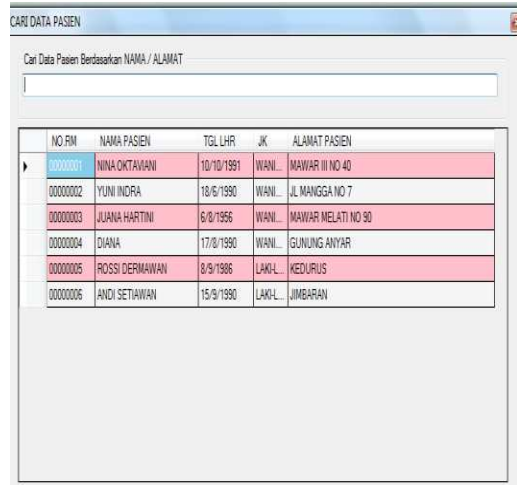 CARI DATA PASIEN
Cari Data Pasien Berdasarkan NAMA / ALAMAT
NO.RM NAMA PASIEN TGL LHR JK ALAMAT PASIEN
00000001 NINA OKTAVIANI 10/10/1991 WANI... MAWAR III NO 40
00000002 YUNI INDRA 18/6/1990 WANI... JL MANGGA NO 7
00000003 JUANA HARTINI 6/8/1956 WANI... MAWAR MELATI NO 90
00000004 DIANA 17/8/1990 WANI... GUNUNG ANYAR
00000005 ROSSI DERMAWAN 8/9/1986 LAKI-L... KEDURUS
00000006 ANDI SETIAWAN 15/9/1990 LAKI-L... JIMBARAN